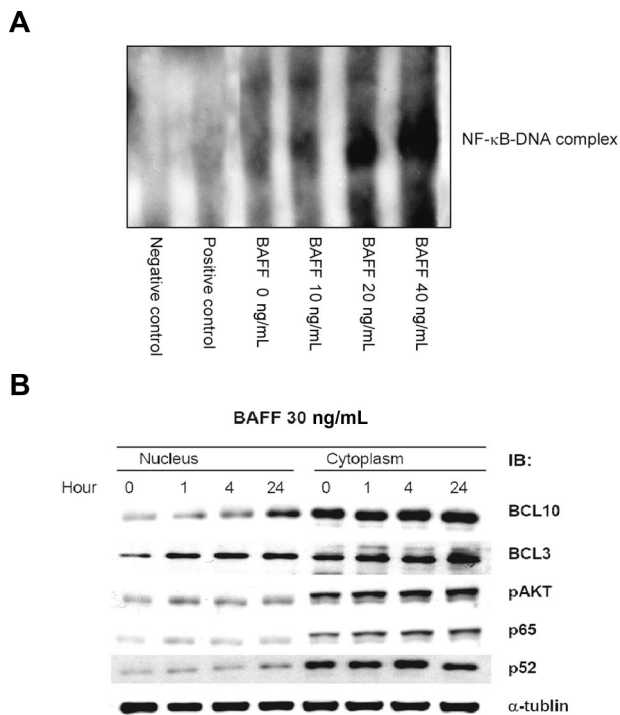 A
NF-κB-DNA complex
Negative control
Positive control
BAFF 0 ng/mL
BAFF 10 ng/mL
BAFF 20 ng/mL
BAFF 40 ng/mL
B
BAFF 30 ng/mL
Nucleus Cytoplasm IB:
Hour 0 1 4 24 0 1 4 24
BCL10
BCL3
pAKT
p65
p52
α-tublin